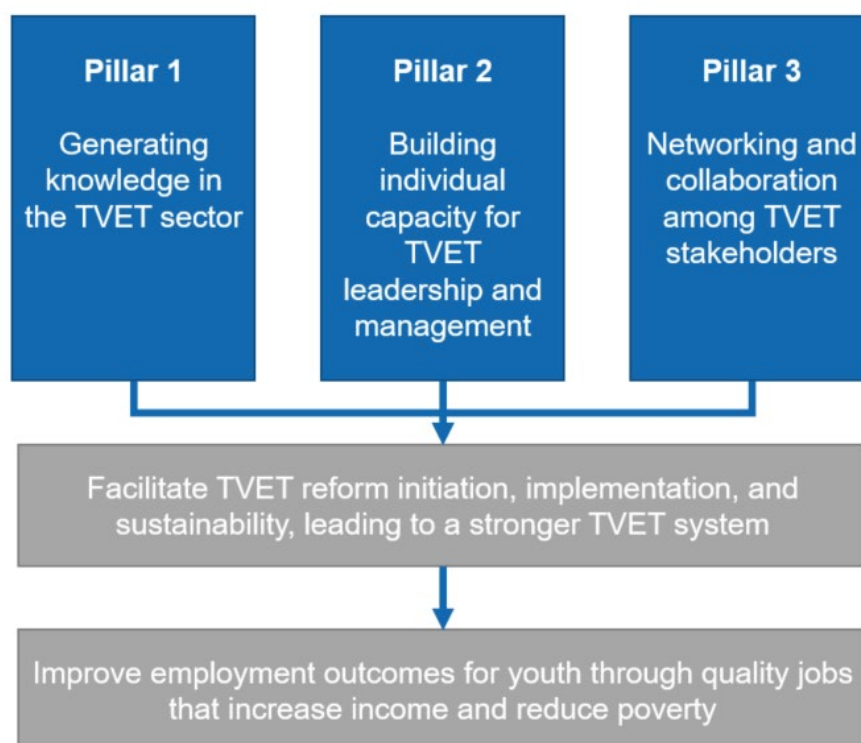 Pillar 1
Generating
knowledge in
the TVET sector
Pillar 2
Building
individual
capacity for
TVET
leadership and
management
Pillar 3
Networking and
collaboration
among TVET
stakeholders
Facilitate TVET reform initiation, implementation, and
sustainability, leading to a stronger TVET system
Improve employment outcomes for youth through quality jobs
that increase income and reduce poverty